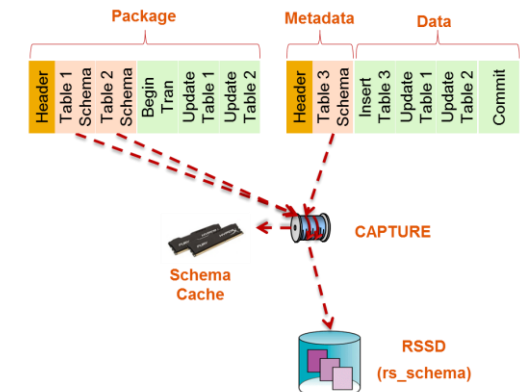 Package
Metadata
Data
Header
Table 1
Schema
Table 2
Schema
Begin
Tran
Update
Table 1
Update
Table 2
Header
Table 3
Schema
Insert
Table 3
Update
Table 1
Update
Table 2
Commit
CAPTURE
Schema
Cache
RSSD
(rs_schema)